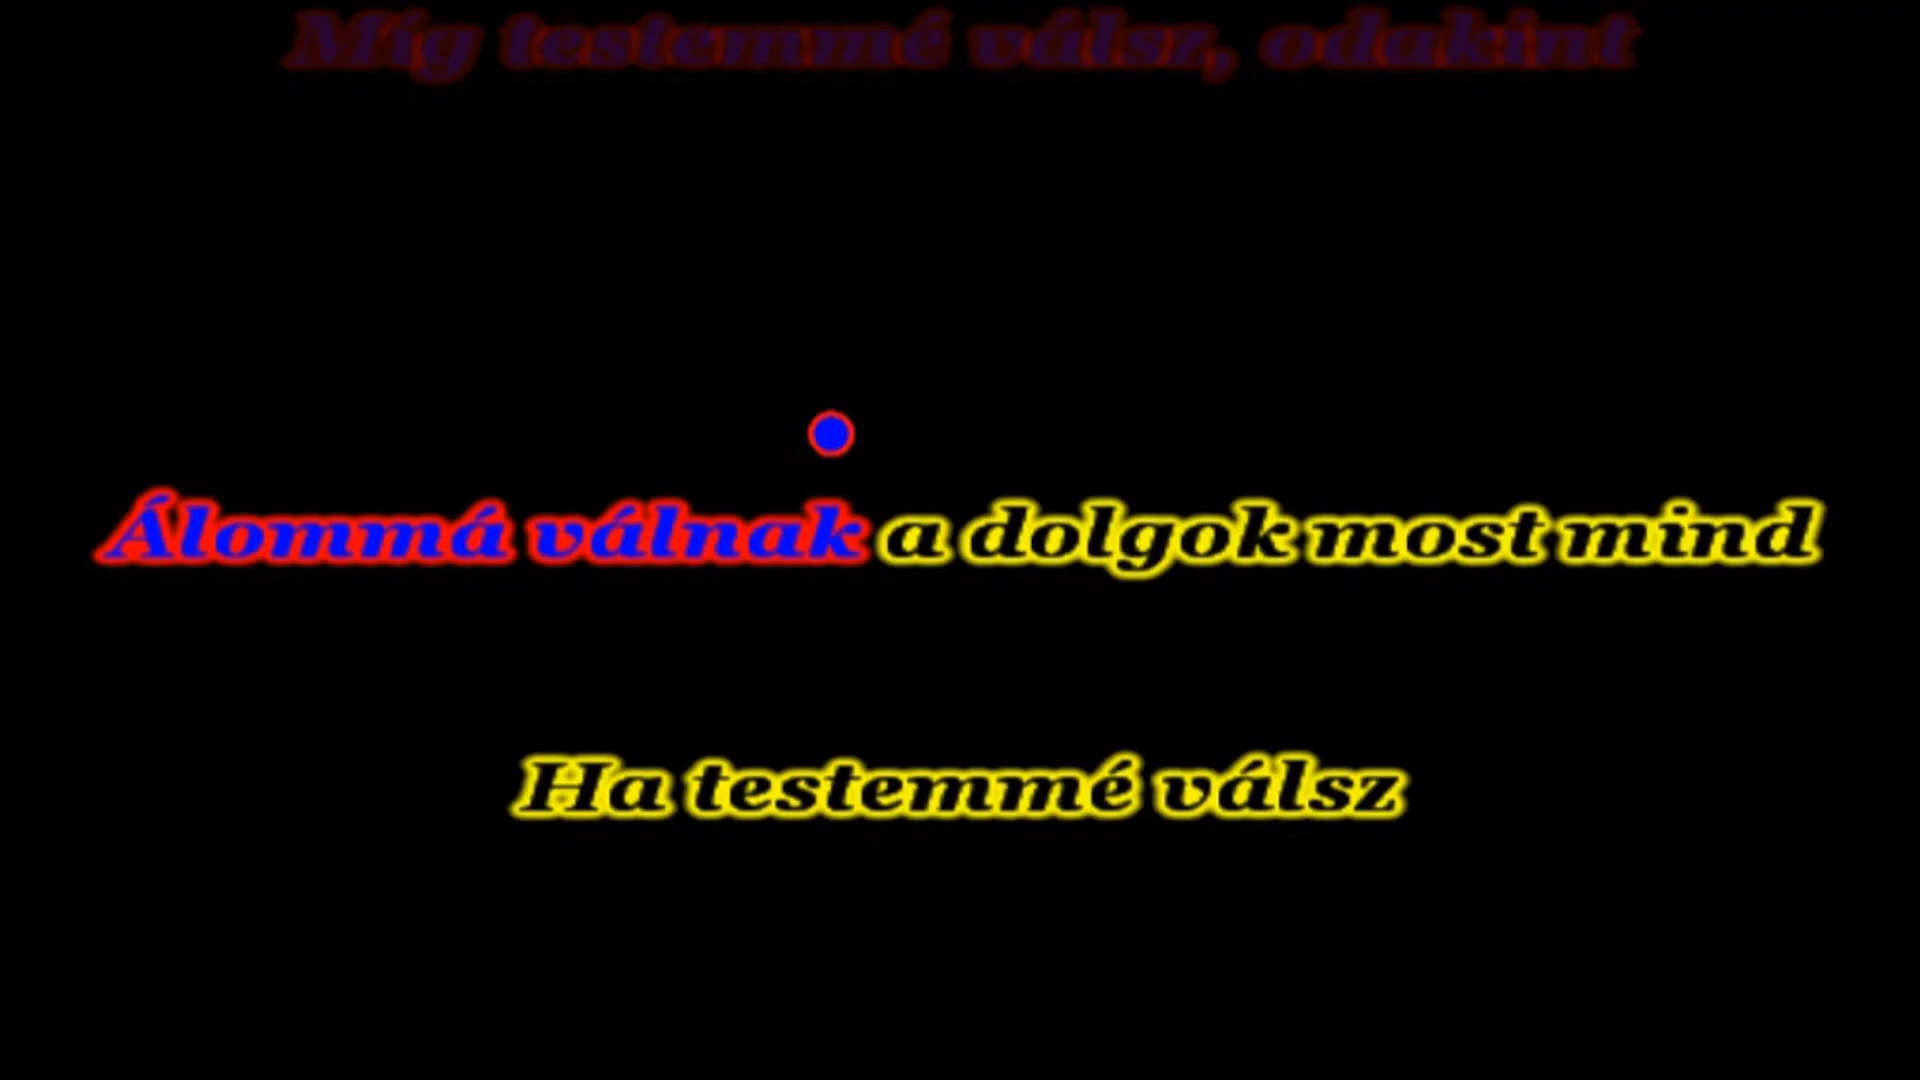 Míg testemmé válsz, odakint
Álommá válnak a dolgok most mind
Ha testemmé válsz